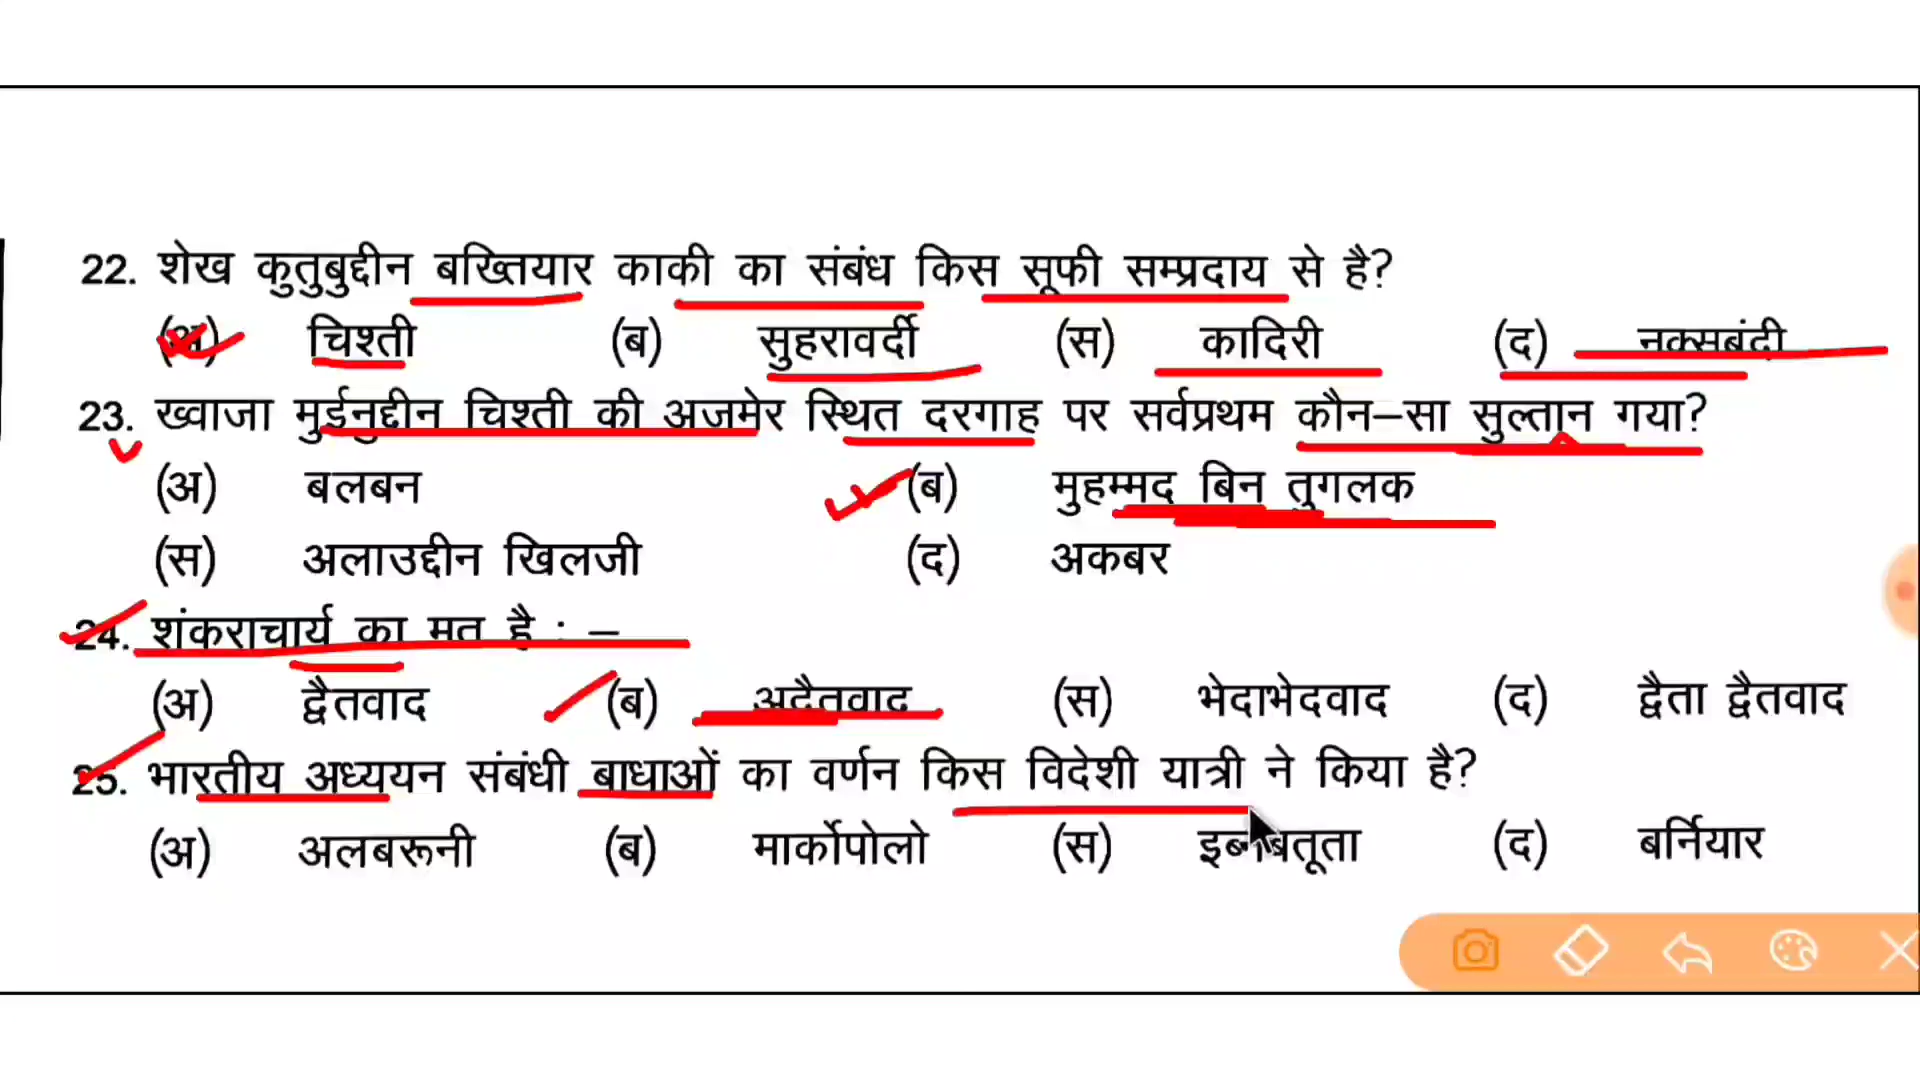 22. शेख कुतुबुद्दीन बख्तियार काकी का संबंध किस सूफी सम्प्रदाय से है?
(अ) चिश्ती (ब) सुहरावर्दी (स) कादिरी (द) नक्सबंदी
23. ख्वाजा मुईनुद्दीन चिश्ती की अजमेर स्थित दरगाह पर सर्वप्रथम कौन–सा सुल्तान गया?
(अ) बलबन (ब) मुहम्मद बिन तुगलक
(स) अलाउद्दीन खिलजी (द) अकबर
24. शंकराचार्य का मत है : –
(अ) द्वैतवाद (ब) अद्वैतवाद (स) भेदाभेदवाद (द) द्वैता द्वैतवाद
25. भारतीय अध्ययन संबंधी बाधाओं का वर्णन किस विदेशी यात्री ने किया है?
(अ) अलबरूनी (ब) मार्कोपोलो (स) इब्नबतूता (द) बर्नियार